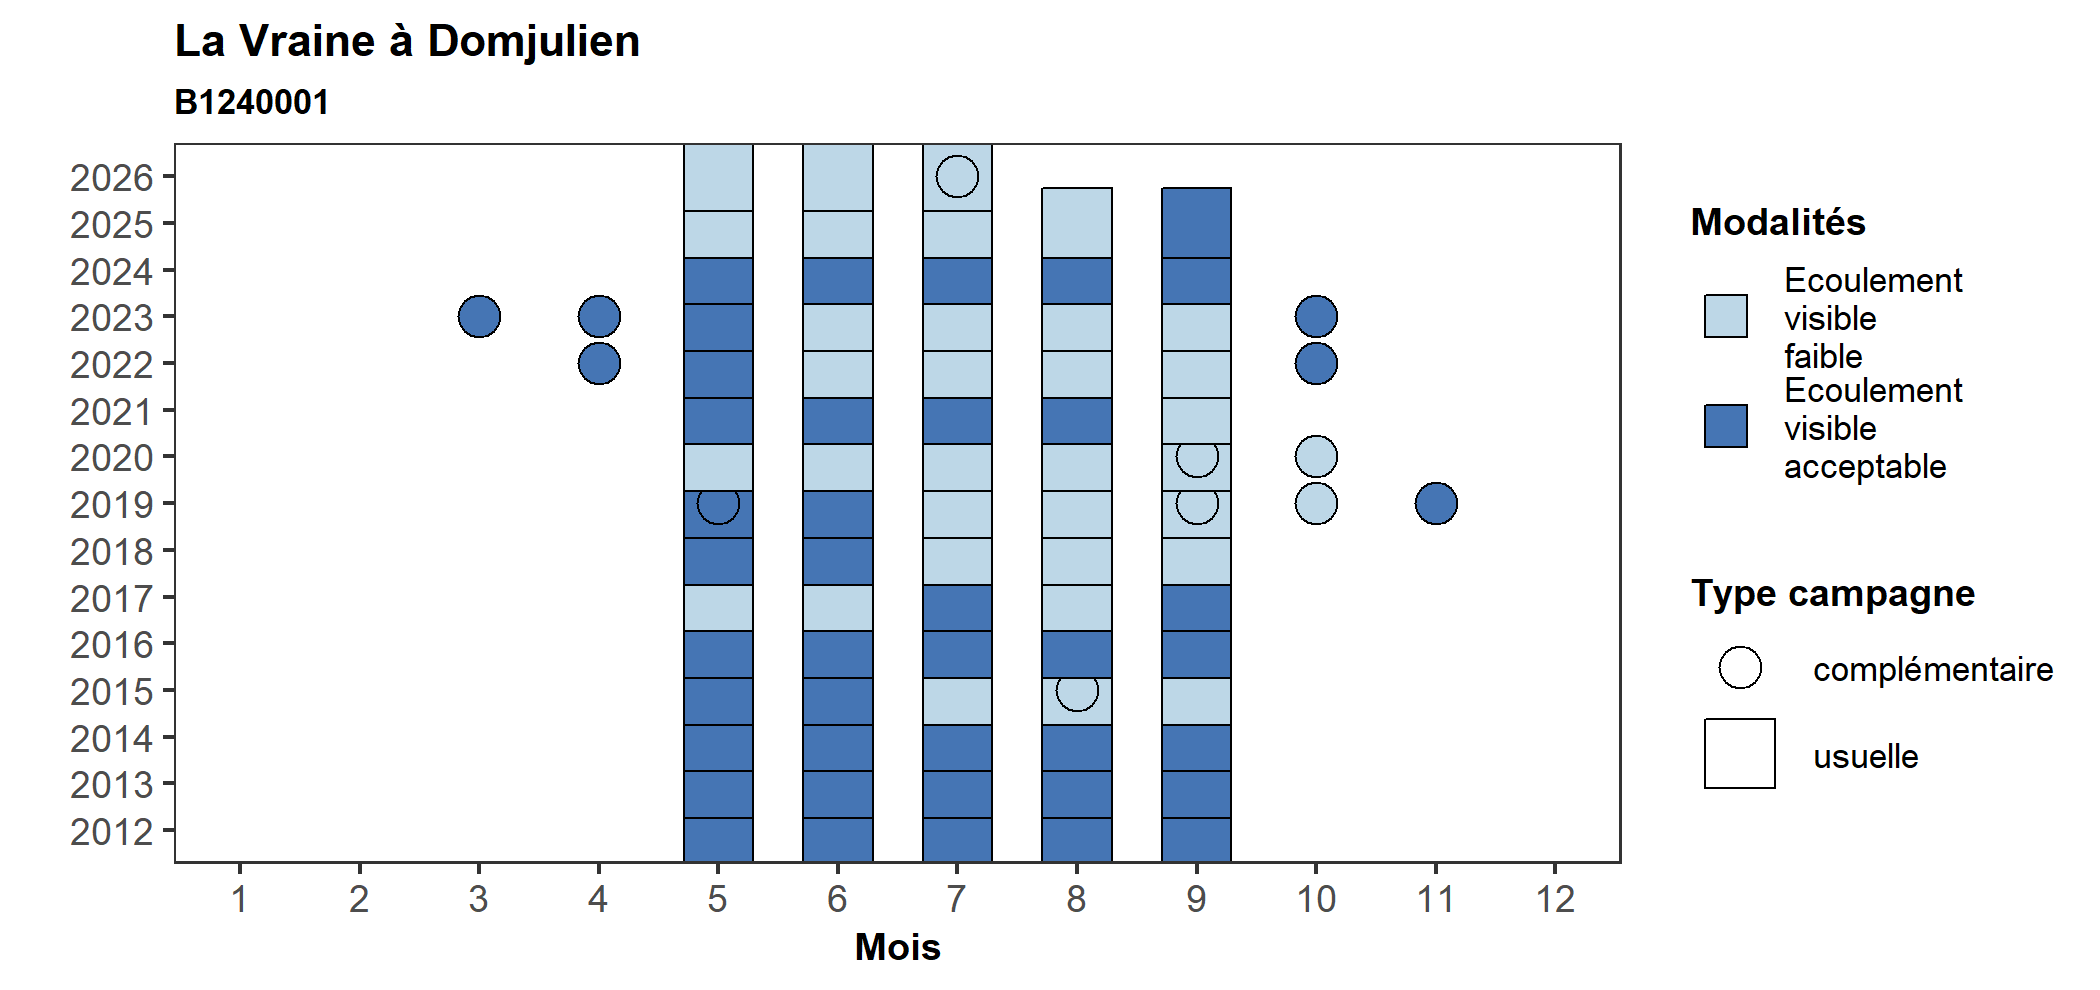 La Vraine à Domjulien
B1240001
2026
2025
2024
2023
2022
2021
2020
2019
2018
2017
2016
2015
2014
2013
2012
1 2 3 4 5 6 7 8 9 10 11 12
Mois
Modalités
Ecoulement
visible
faible
Ecoulement
visible
acceptable
Type campagne
complémentaire
usuelle